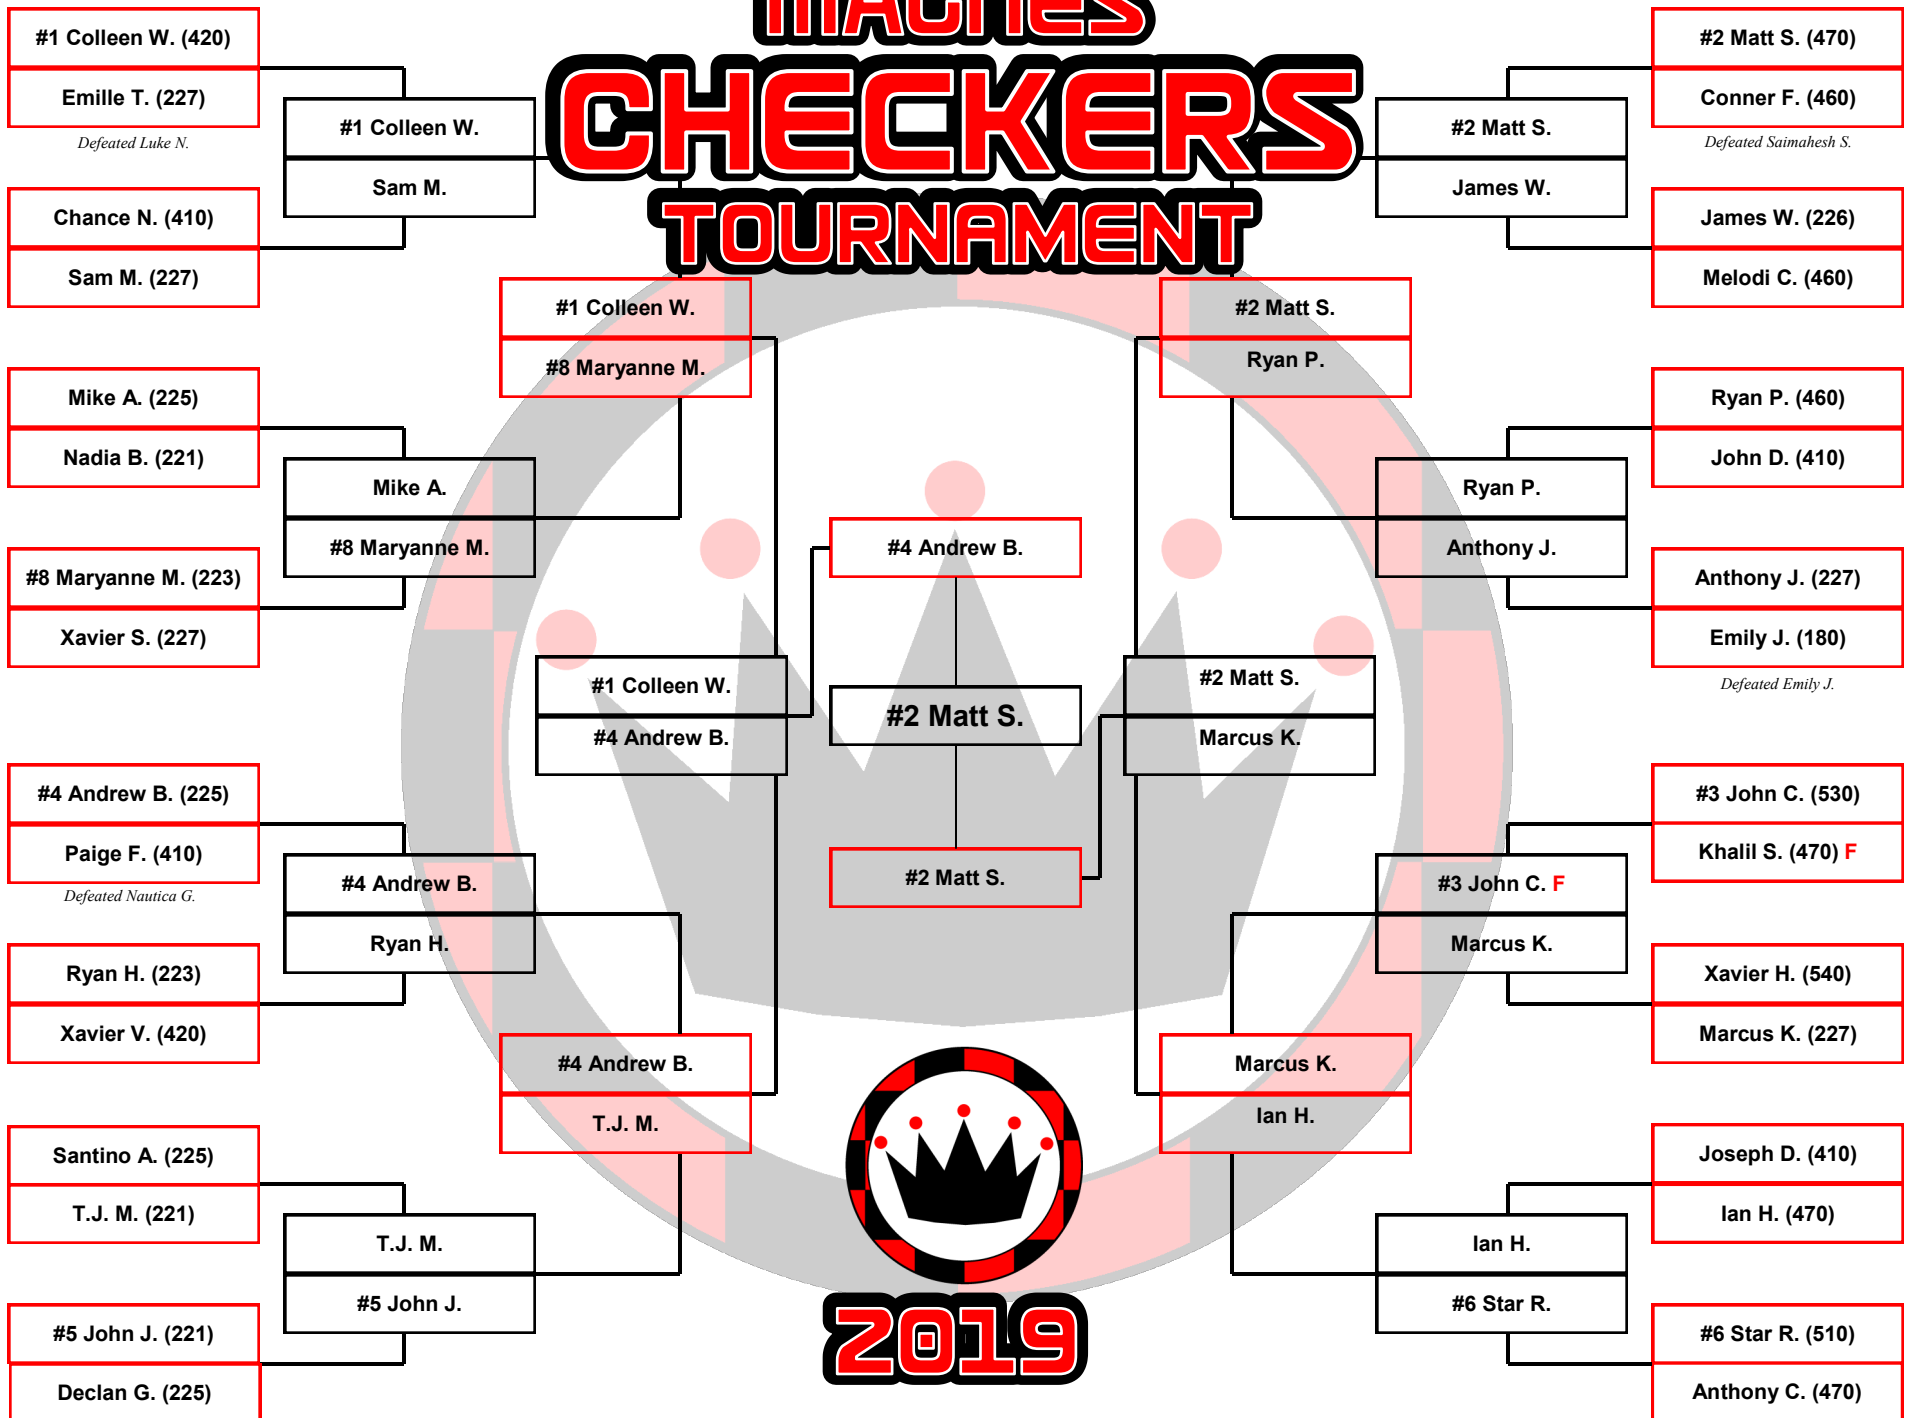 CHECKERS
TOURNAMENT
#1 Colleen W. (420)
Emille T. (227)
Defeated Luke N.
Chance N. (410)
Sam M. (227)
Mike A. (225)
Nadia B. (221)
#8 Maryanne M. (223)
Xavier S. (227)
#4 Andrew B. (225)
Paige F. (410)
Defeated Nautica G.
Ryan H. (223)
Xavier V. (420)
Santino A. (225)
T.J. M. (221)
#5 John J. (221)
Declan G. (225)
#1 Colleen W.
Sam M.
Mike A.
#8 Maryanne M.
#4 Andrew B.
Ryan H.
T.J. M.
#5 John J.
#1 Colleen W.
#8 Maryanne M.
#4 Andrew B.
T.J. M.
#1 Colleen W.
#4 Andrew B.
#4 Andrew B.
#2 Matt S.
#2 Matt S.
#2 Matt S.
Marcus K.
#2 Matt S.
Ryan P.
Marcus K.
Ian H.
#2 Matt S.
James W.
Ryan P.
Anthony J.
#3 John C. F
Marcus K.
Ian H.
#6 Star R.
#2 Matt S. (470)
Conner F. (460)
Defeated Saimahesh S.
James W. (226)
Melodi C. (460)
Ryan P. (460)
John D. (410)
Anthony J. (227)
Emily J. (180)
Defeated Emily J.
#3 John C. (530)
Khalil S. (470) F
Xavier H. (540)
Marcus K. (227)
Joseph D. (410)
Ian H. (470)
#6 Star R. (510)
Anthony C. (470)
2019